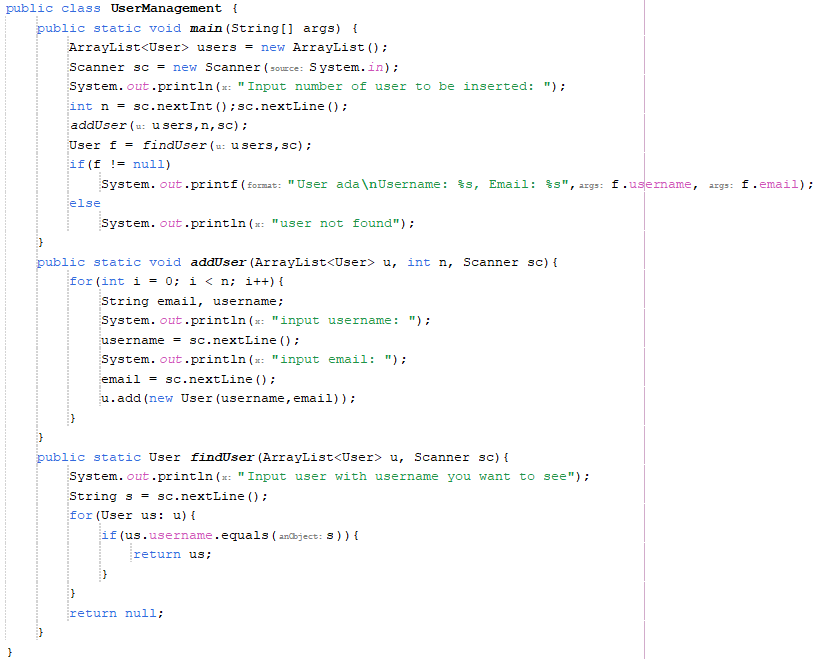 public class UserManagement {
    public static void main(String[] args) {
        ArrayList<User> users = new ArrayList();
        Scanner sc = new Scanner(source: System.in);
        System.out.println(x: "Input number of user to be inserted: ");
        int n = sc.nextInt();sc.nextLine();
        addUser(u: users,n,sc);
        User f = findUser(u: users,sc);
        if(f != null)
            System.out.printf(format: "User ada\nUsername: %s, Email: %s",args: f.username, args: f.email);
        else
            System.out.println(x: "user not found");
    }
    public static void addUser(ArrayList<User> u, int n, Scanner sc){
        for(int i = 0; i < n; i++){
            String email, username;
            System.out.println(x: "input username: ");
            username = sc.nextLine();
            System.out.println(x: "input email: ");
            email = sc.nextLine();
            u.add(new User(username,email));
        }
    }
    public static User findUser(ArrayList<User> u, Scanner sc){
        System.out.println(x: "Input user with username you want to see");
        String s = sc.nextLine();
        for(User us: u){
            if(us.username.equals(anObject: s)){
                return us;
            }
        }
        return null;
    }
}